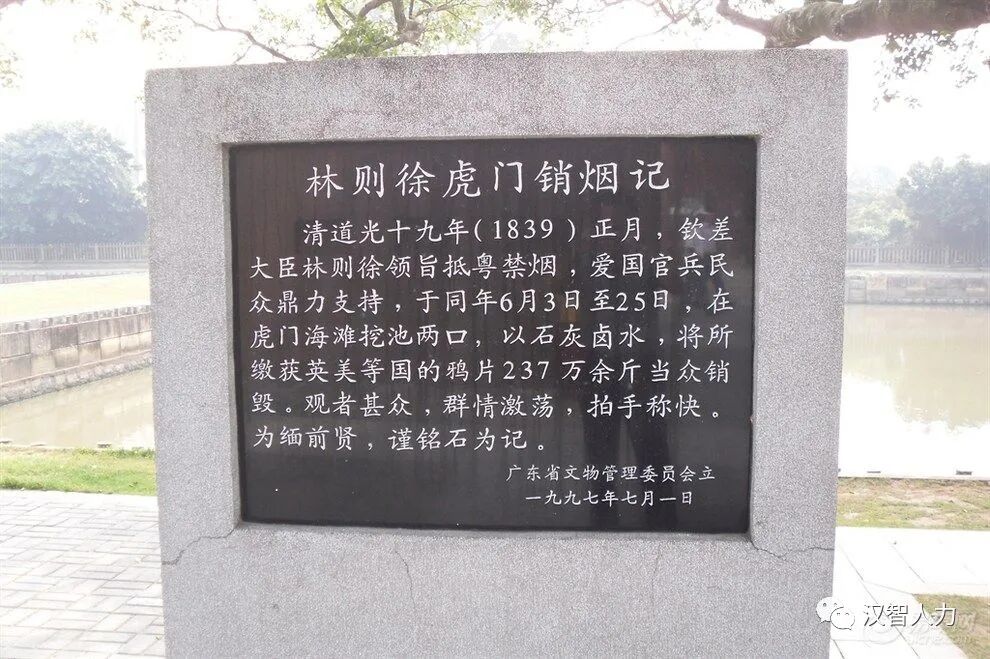 林则徐虎门销烟记
清道光十九年(1839)正月，钦差
大臣林则徐领旨抵粤禁烟，爱国官兵民
众鼎力支持，于同年6月3日至25日，在
虎门海滩挖池两口，以石灰卤水，将所
缴获英美等国的鸦片237万余斤当众销
毁。观者甚众，群情激荡，拍手称快。
为缅前贤，谨铭石为记。
广东省文物管理委员会立
一九九七年七月一日
汉智人力